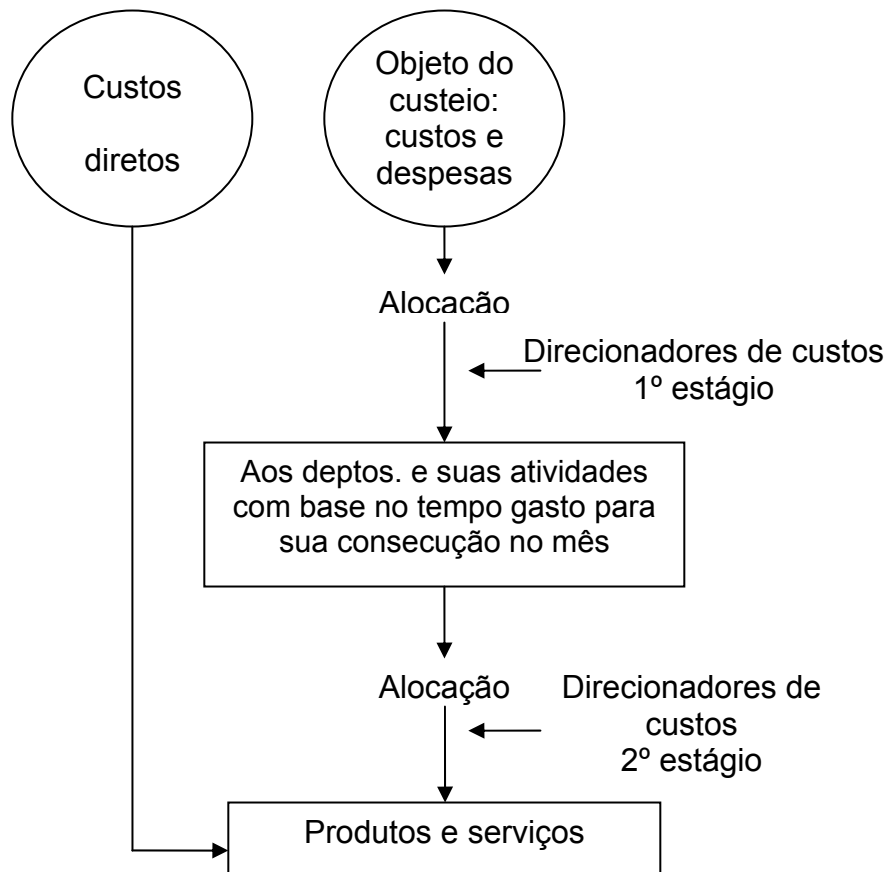 Custos
diretos
Objeto do
custeio:
custos e
despesas
Alocação
Direcionadores de custos
1º estágio
Aos deptos. e suas atividades
com base no tempo gasto para
sua consecução no mês
Alocação
Direcionadores de
custos
2º estágio
Produtos e serviços